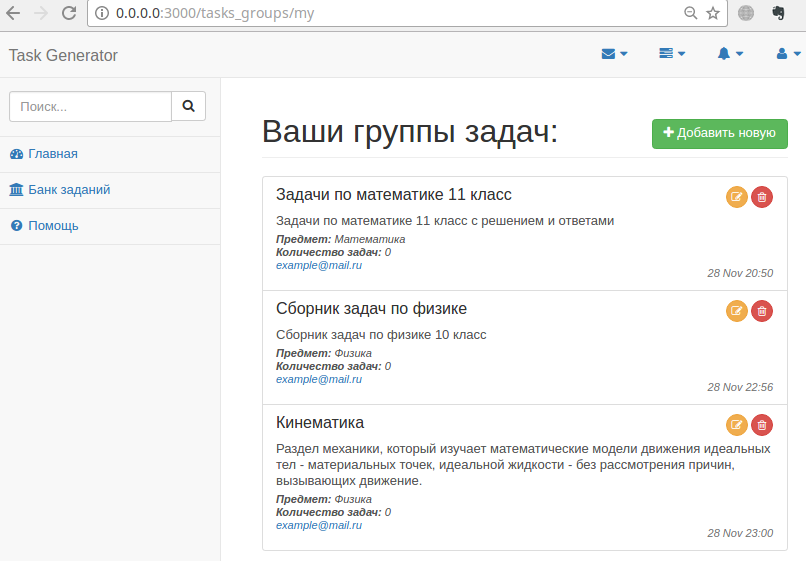 0.0.0.0:3000/tasks_groups/my
Task Generator
Поиск...
Главная
Банк заданий
Помощь
Ваши группы задач:
Добавить новую
Задачи по математике 11 класс
Задачи по математике 11 класс с решением и ответами
Предмет: Математика
Количество задач: 0
example@mail.ru
28 Nov 20:50
Сборник задач по физике
Сборник задач по физике 10 класс
Предмет: Физика
Количество задач: 0
example@mail.ru
28 Nov 22:56
Кинематика
Раздел механики, который изучает математические модели движения идеальных
тел - материальных точек, идеальной жидкости - без рассмотрения причин,
вызывающих движение.
Предмет: Физика
Количество задач: 0
example@mail.ru
28 Nov 23:00